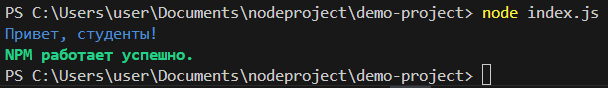 PS C:\Users\user\Documents\nodeproject\demo-project> node index.js
Привет, студенты!
NPM работает успешно.
PS C:\Users\user\Documents\nodeproject\demo-project>